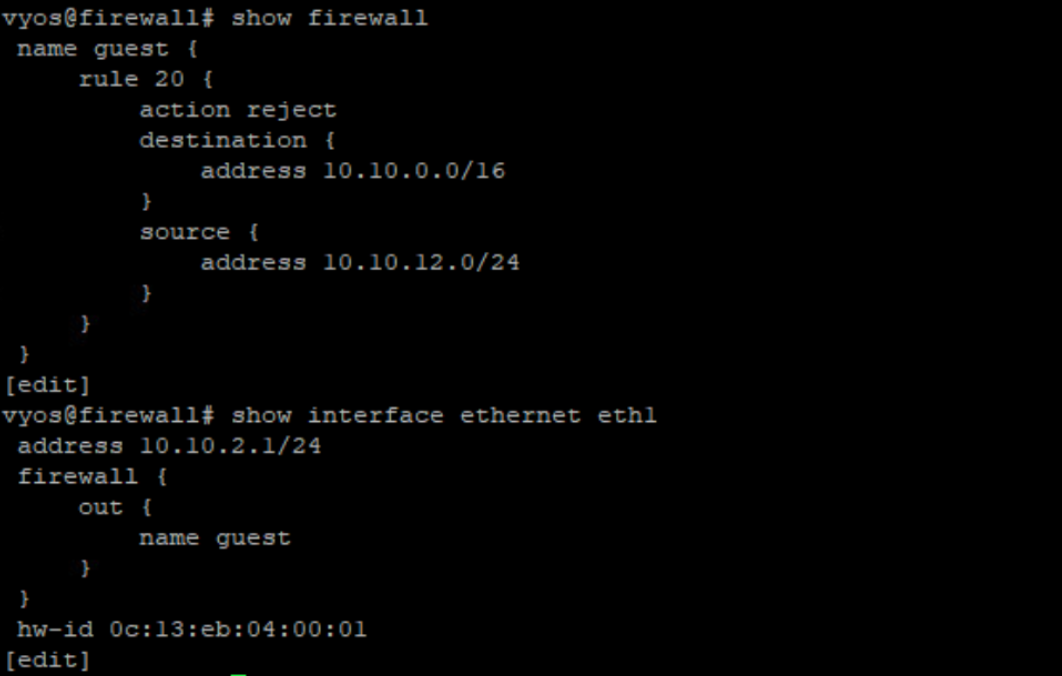 vyos@firewall# show firewall
name guest {
rule 20 {
action reject
destination {
address 10.10.0.0/16
}
source {
address 10.10.12.0/24
}
}
}
[edit]
vyos@firewall# show interface ethernet eth1
address 10.10.2.1/24
firewall {
out {
name guest
}
}
hw-id 0c:13:eb:04:00:01
[edit]